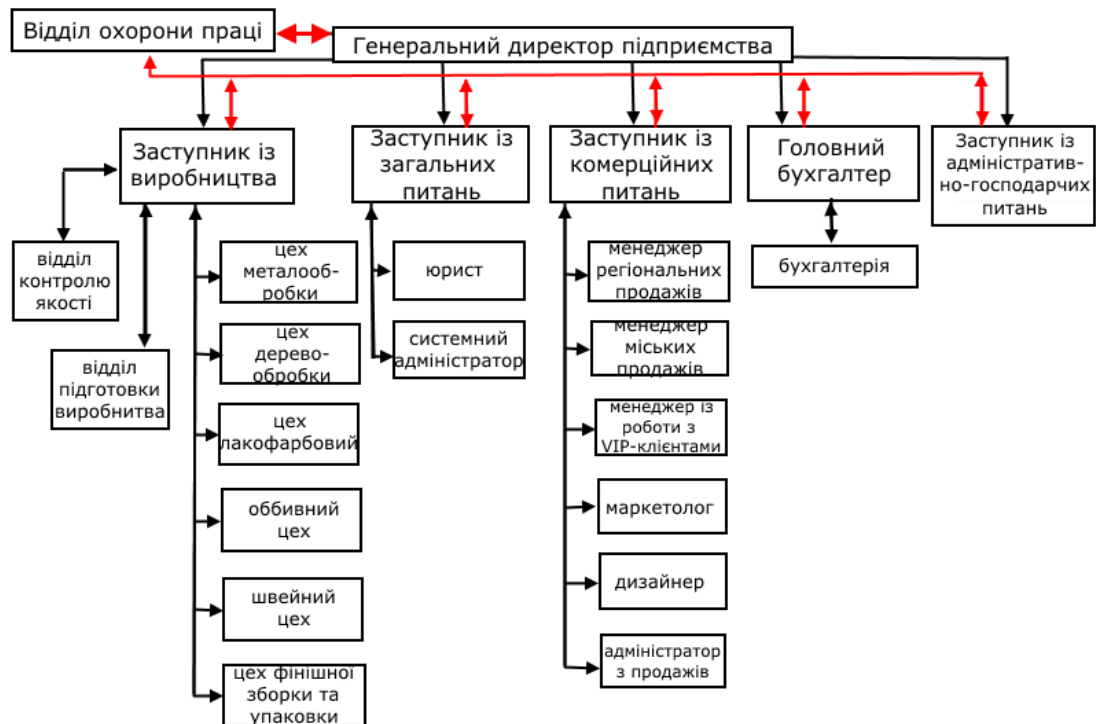 Відділ охорони праці
Генеральний директор підприємства
Заступник із
виробництва
Заступник із
загальних
питань
Заступник із
комерційних
питань
Головний
бухгалтер
Заступник із
адміністратив-
но-господарчих
питань
відділ
контролю
якості
відділ
підготовки
виробнитва
цех
металооб-
робки
цех
дерево-
обробки
цех
лакофарбовий
оббивний
цех
швейний
цех
цех фінішної
зборки та
упаковки
юрист
системний
адміністратор
менеджер
регіональних
продажів
менеджер
міських
продажів
менеджер із
роботи з
VIP-клієнтами
маркетолог
дизайнер
адміністратор
з продажів
бухгалтерія